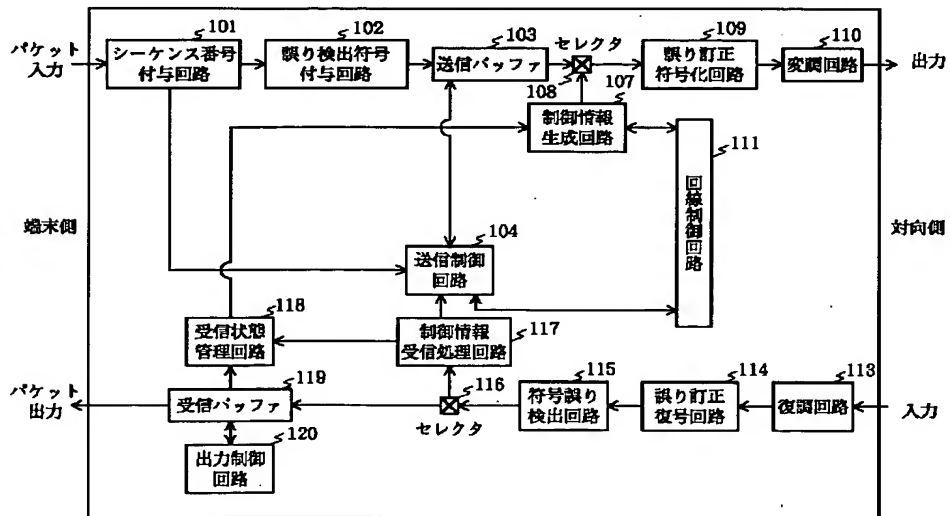 101
102
103
109
110
パケット
入力
シーケンス番号
付与回路
誤り検出符号
付与回路
送信バッファ
セレクタ
108
107
誤り訂正
符号化回路
変調回路
出力
制御情報
生成回路
111
回線制御回路
端末側
対向側
104
送信制御
回路
118
受信状態
管理回路
制御情報
受信処理回路
117
119
116
115
114
113
パケット
出力
受信バッファ
セレクタ
符号誤り
検出回路
誤り訂正
復号回路
復調回路
入力
120
出力制御
回路